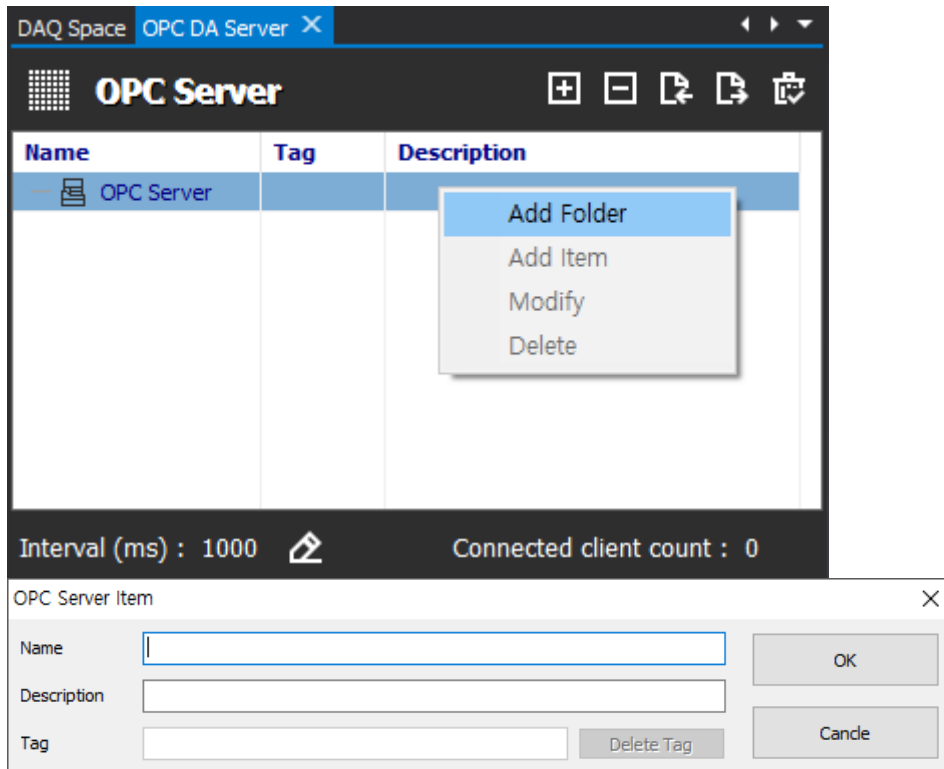 DAQ Space OPC DA Server
OPC Server
Name Tag Description
OPC Server
Add Folder
Add Item
Modify
Delete
Interval (ms) : 1000 Connected client count : 0
OPC Server Item
Name
OK
Description
Tag Delete Tag
Cancle